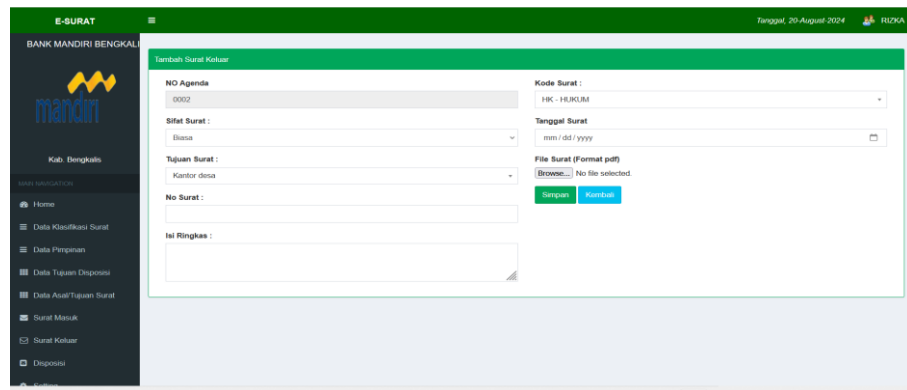 E-SURAT
Tanggal, 20-August-2024
RIZKA
BANK MANDIRI BENGKALI
mandiri
Kab. Bengkalis
MAIN NAVIGATION
Home
Data Klasifikasi Surat
Data Pimpinan
Data Tujuan Disposisi
Data Asal/Tujuan Surat
Surat Masuk
Surat Keluar
Disposisi
Tambah Surat Keluar
NO Agenda
0002
Sifat Surat :
Biasa
Tujuan Surat :
Kantor desa
No Surat :
Isi Ringkas :
Kode Surat :
HK - HUKUM
Tanggal Surat
mm / dd / yyyy
File Surat (Format pdf)
Browse... No file selected.
Simpan
Kembali